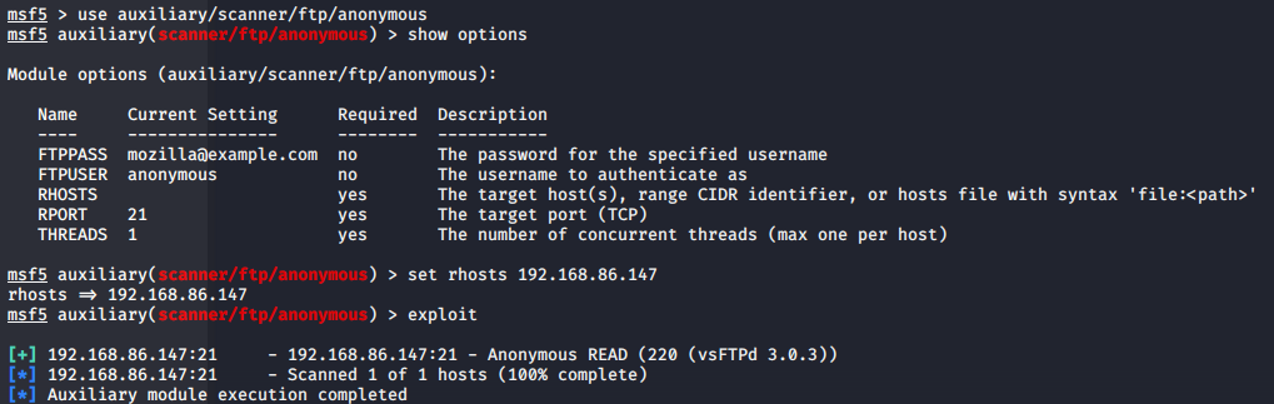 msf5 > use auxiliary/scanner/ftp/anonymous
msf5 auxiliary(scanner/ftp/anonymous) > show options
Module options (auxiliary/scanner/ftp/anonymous):
Name Current Setting Required Description
---- --------------- -------- -----------
FTPPASS mozilla@example.com no The password for the specified username
FTPUSER anonymous no The username to authenticate as
RHOSTS yes The target host(s), range CIDR identifier, or hosts file with syntax 'file:<path>'
RPORT 21 yes The target port (TCP)
THREADS 1 yes The number of concurrent threads (max one per host)
msf5 auxiliary(scanner/ftp/anonymous) > set rhosts 192.168.86.147
rhosts => 192.168.86.147
msf5 auxiliary(scanner/ftp/anonymous) > exploit
[+] 192.168.86.147:21 - 192.168.86.147:21 - Anonymous READ (220 (vsFTPd 3.0.3))
[*] 192.168.86.147:21 - Scanned 1 of 1 hosts (100% complete)
[*] Auxiliary module execution completed